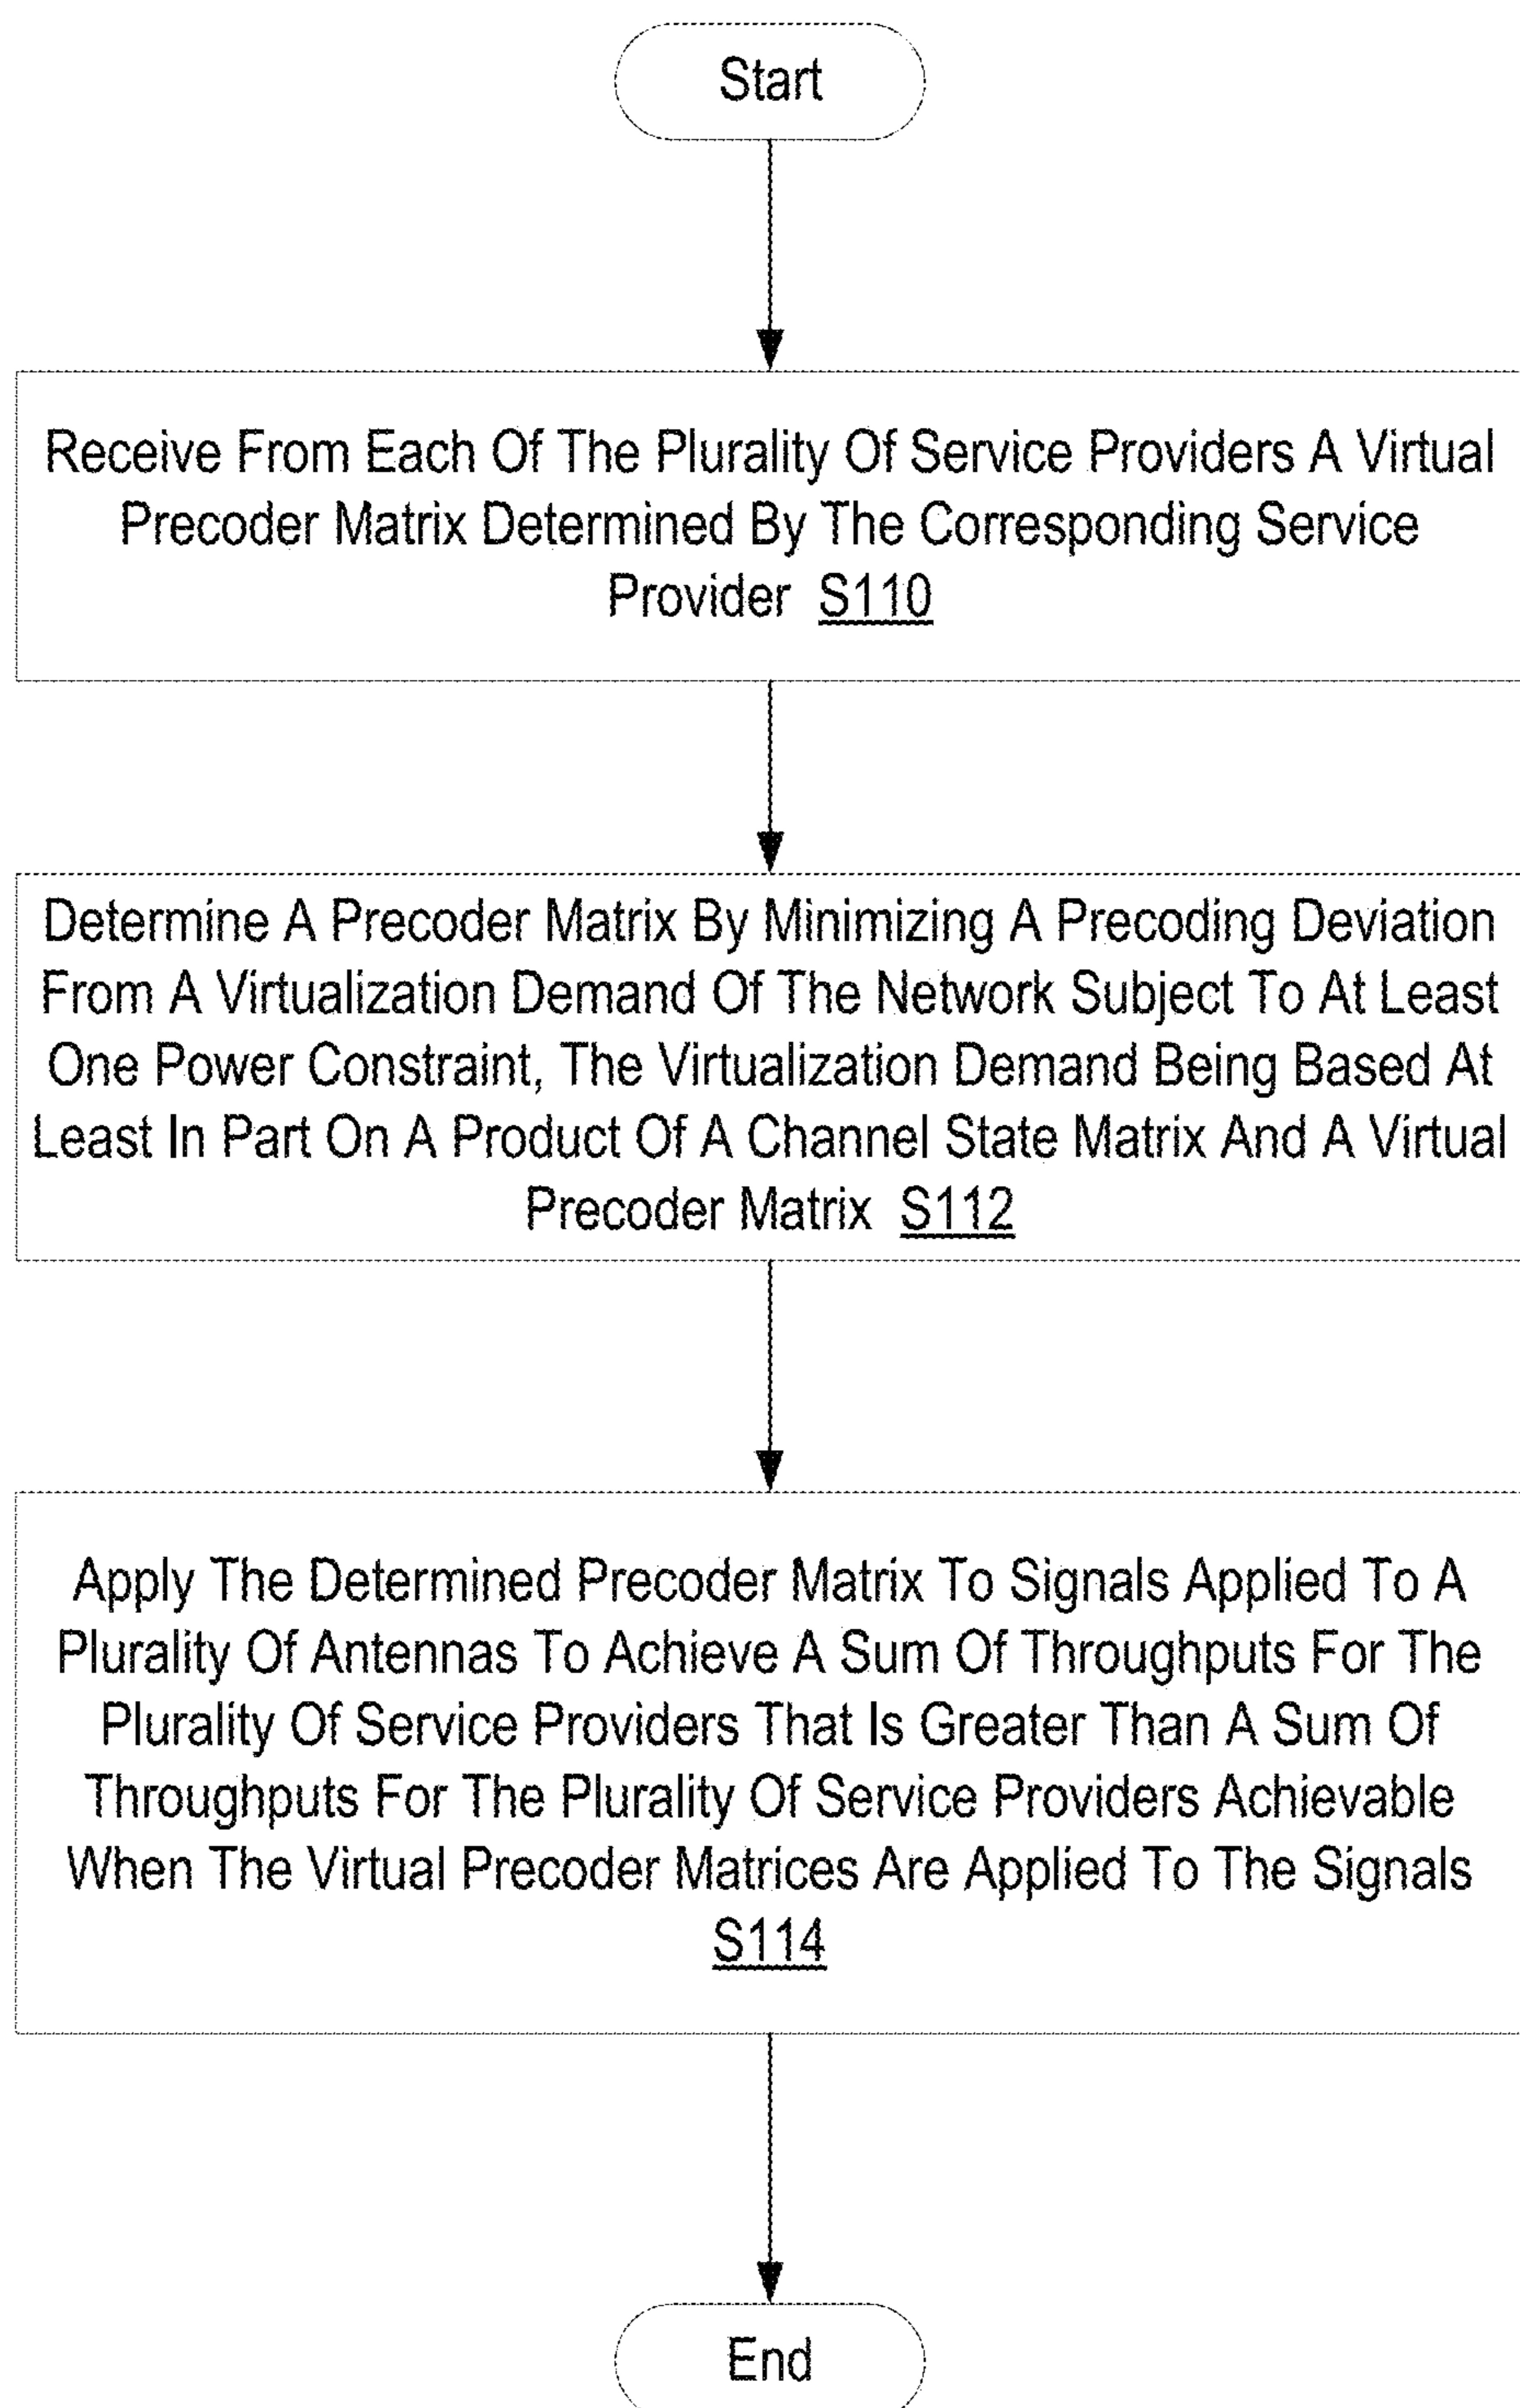 Start
Receive From Each Of The Plurality Of Service Providers A Virtual
Precoder Matrix Determined By The Corresponding Service
Provider S110
Determine A Precoder Matrix By Minimizing A Precoding Deviation
From A Virtualization Demand Of The Network Subject To At Least
One Power Constraint, The Virtualization Demand Being Based At
Least In Part On A Product Of A Channel State Matrix And A Virtual
Precoder Matrix S112
Apply The Determined Precoder Matrix To Signals Applied To A
Plurality Of Antennas To Achieve A Sum Of Throughputs For The
Plurality Of Service Providers That Is Greater Than A Sum Of
Throughputs For The Plurality Of Service Providers Achievable
When The Virtual Precoder Matrices Are Applied To The Signals
S114
End